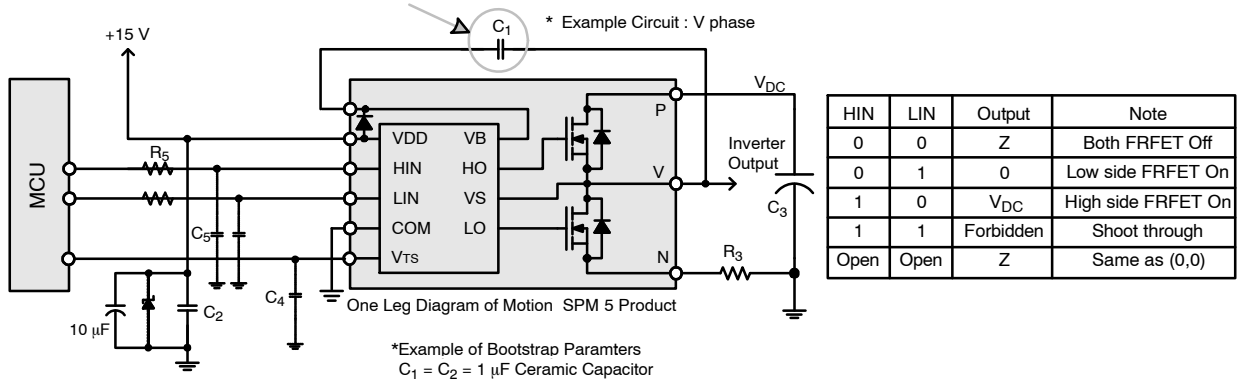 C1
* Example Circuit : V phase
+15 V
VDC
P
R5
VDD
VB
HIN
HO
Inverter
Output
V
MCU
LIN
VS
C5
COM
LO
C3
VTS
N
R3
C4
One Leg Diagram of Motion SPM 5 Product
10 µF
C2
*Example of Bootstrap Paramters
C1 = C2 = 1 µF Ceramic Capacitor
HIN LIN Output Note
0 0 Z Both FRFET Off
0 1 0 Low side FRFET On
1 0 VDC High side FRFET On
1 1 Forbidden Shoot through
Open Open Z Same as (0,0)